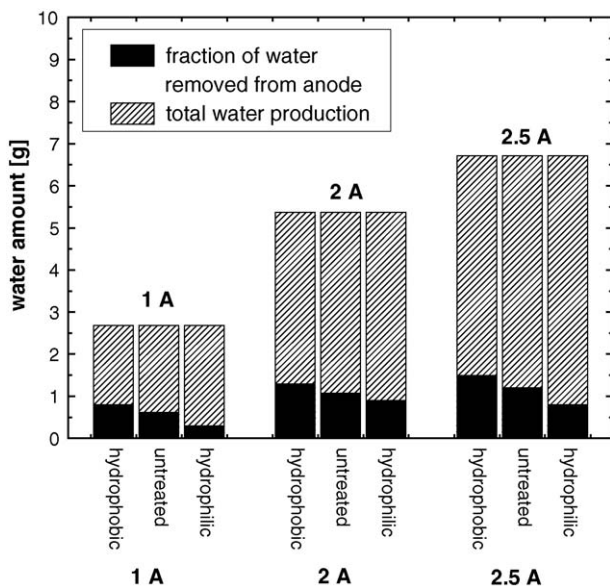 10
9
8
7
6
5
4
3
2
1
0
water amount [g]
fraction of water
removed from anode
total water production
1 A
2 A
2.5 A
hydrophobic
untreated
hydrophilic
hydrophobic
untreated
hydrophilic
hydrophobic
untreated
hydrophilic
1 A
2 A
2.5 A